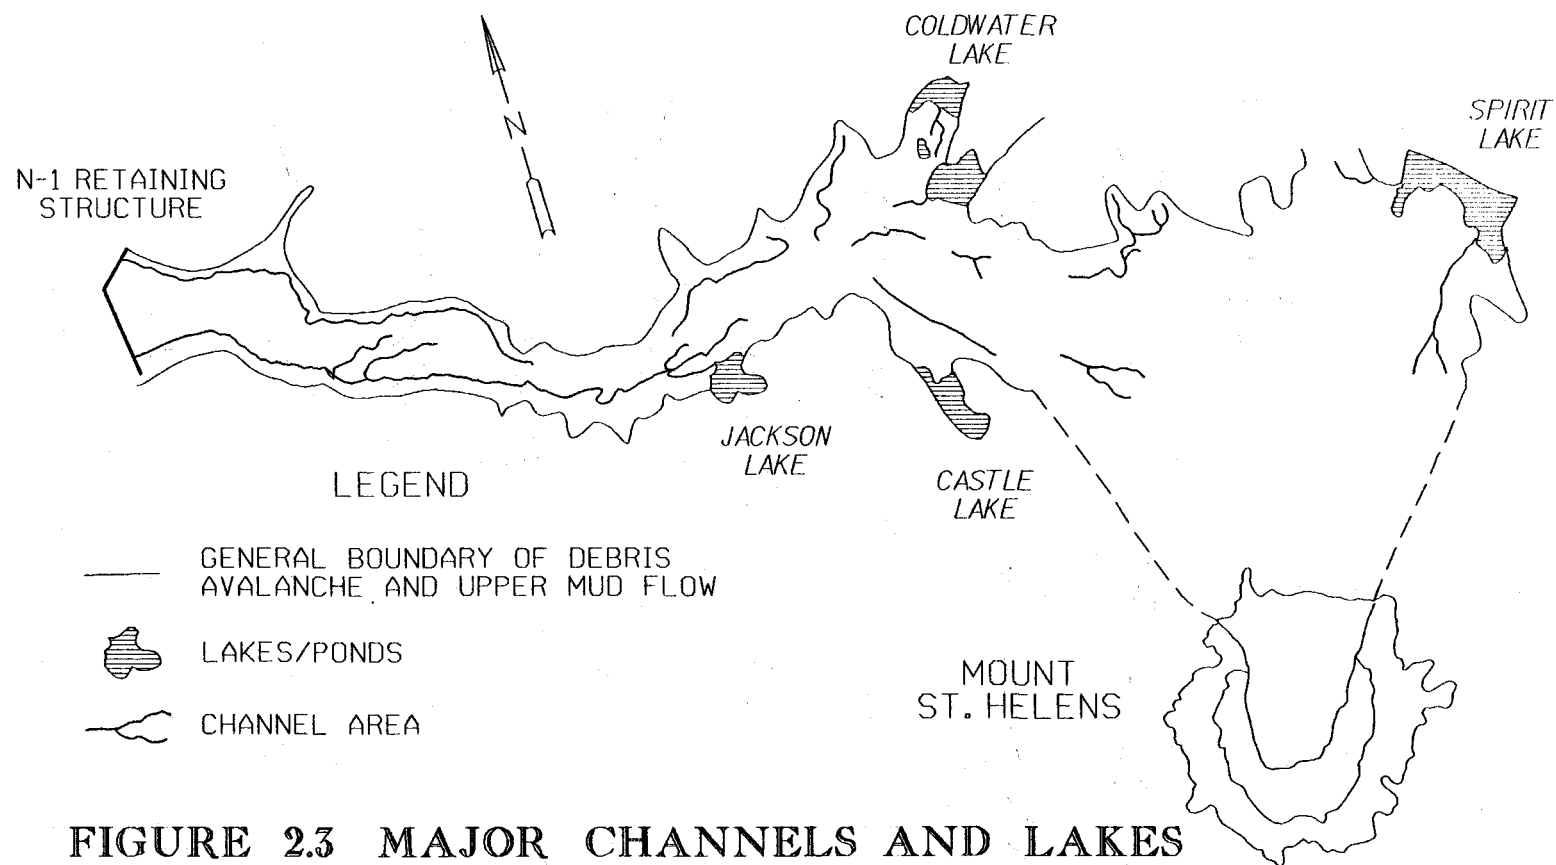 COLDWATER
LAKE
SPIRIT
LAKE
N
N-1 RETAINING
STRUCTURE
JACKSON
LAKE
CASTLE
LAKE
LEGEND
GENERAL BOUNDARY OF DEBRIS
AVALANCHE AND UPPER MUD FLOW
LAKES/PONDS
CHANNEL AREA
MOUNT
ST. HELENS
FIGURE 2.3 MAJOR CHANNELS AND LAKES